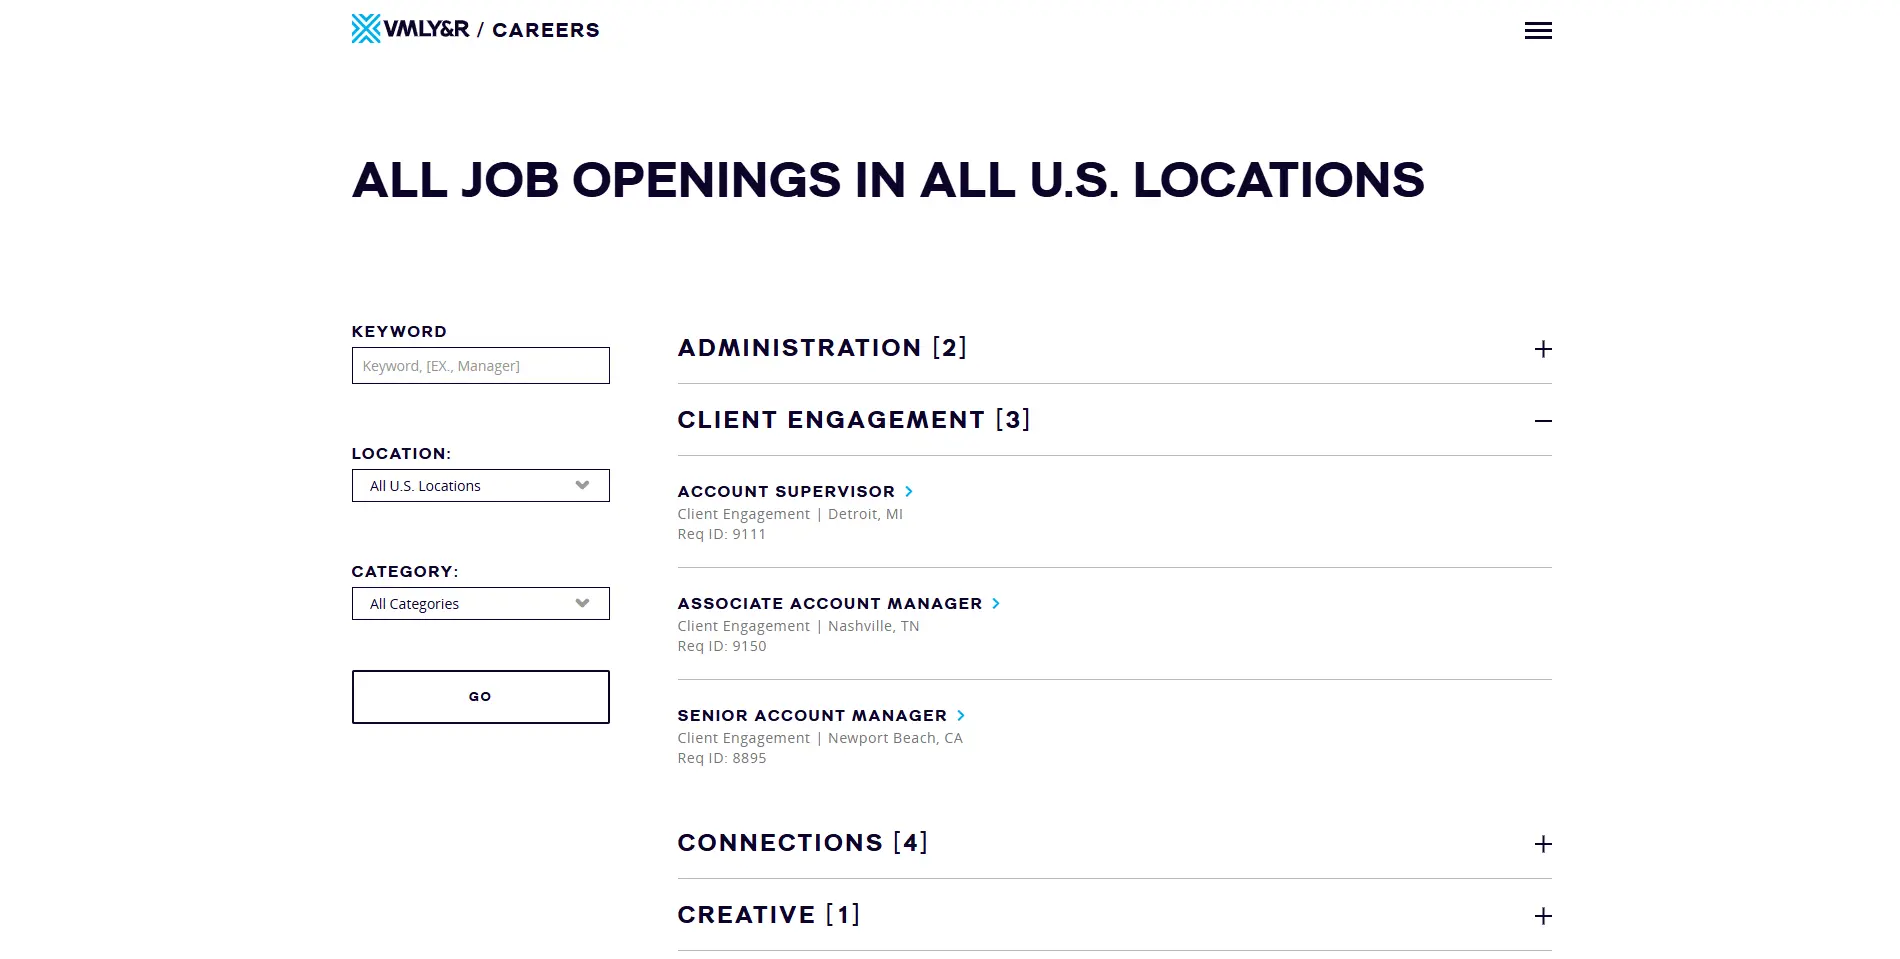 VMLY&R / CAREERS
ALL JOB OPENINGS IN ALL U.S. LOCATIONS
KEYWORD
Keyword, [EX., Manager]
LOCATION:
All U.S. Locations
CATEGORY:
All Categories
GO
ADMINISTRATION [2]
CLIENT ENGAGEMENT [3]
ACCOUNT SUPERVISOR
Client Engagement | Detroit, MI
Req ID: 9111
ASSOCIATE ACCOUNT MANAGER
Client Engagement | Nashville, TN
Req ID: 9150
SENIOR ACCOUNT MANAGER
Client Engagement | Newport Beach, CA
Req ID: 8895
CONNECTIONS [4]
CREATIVE [1]